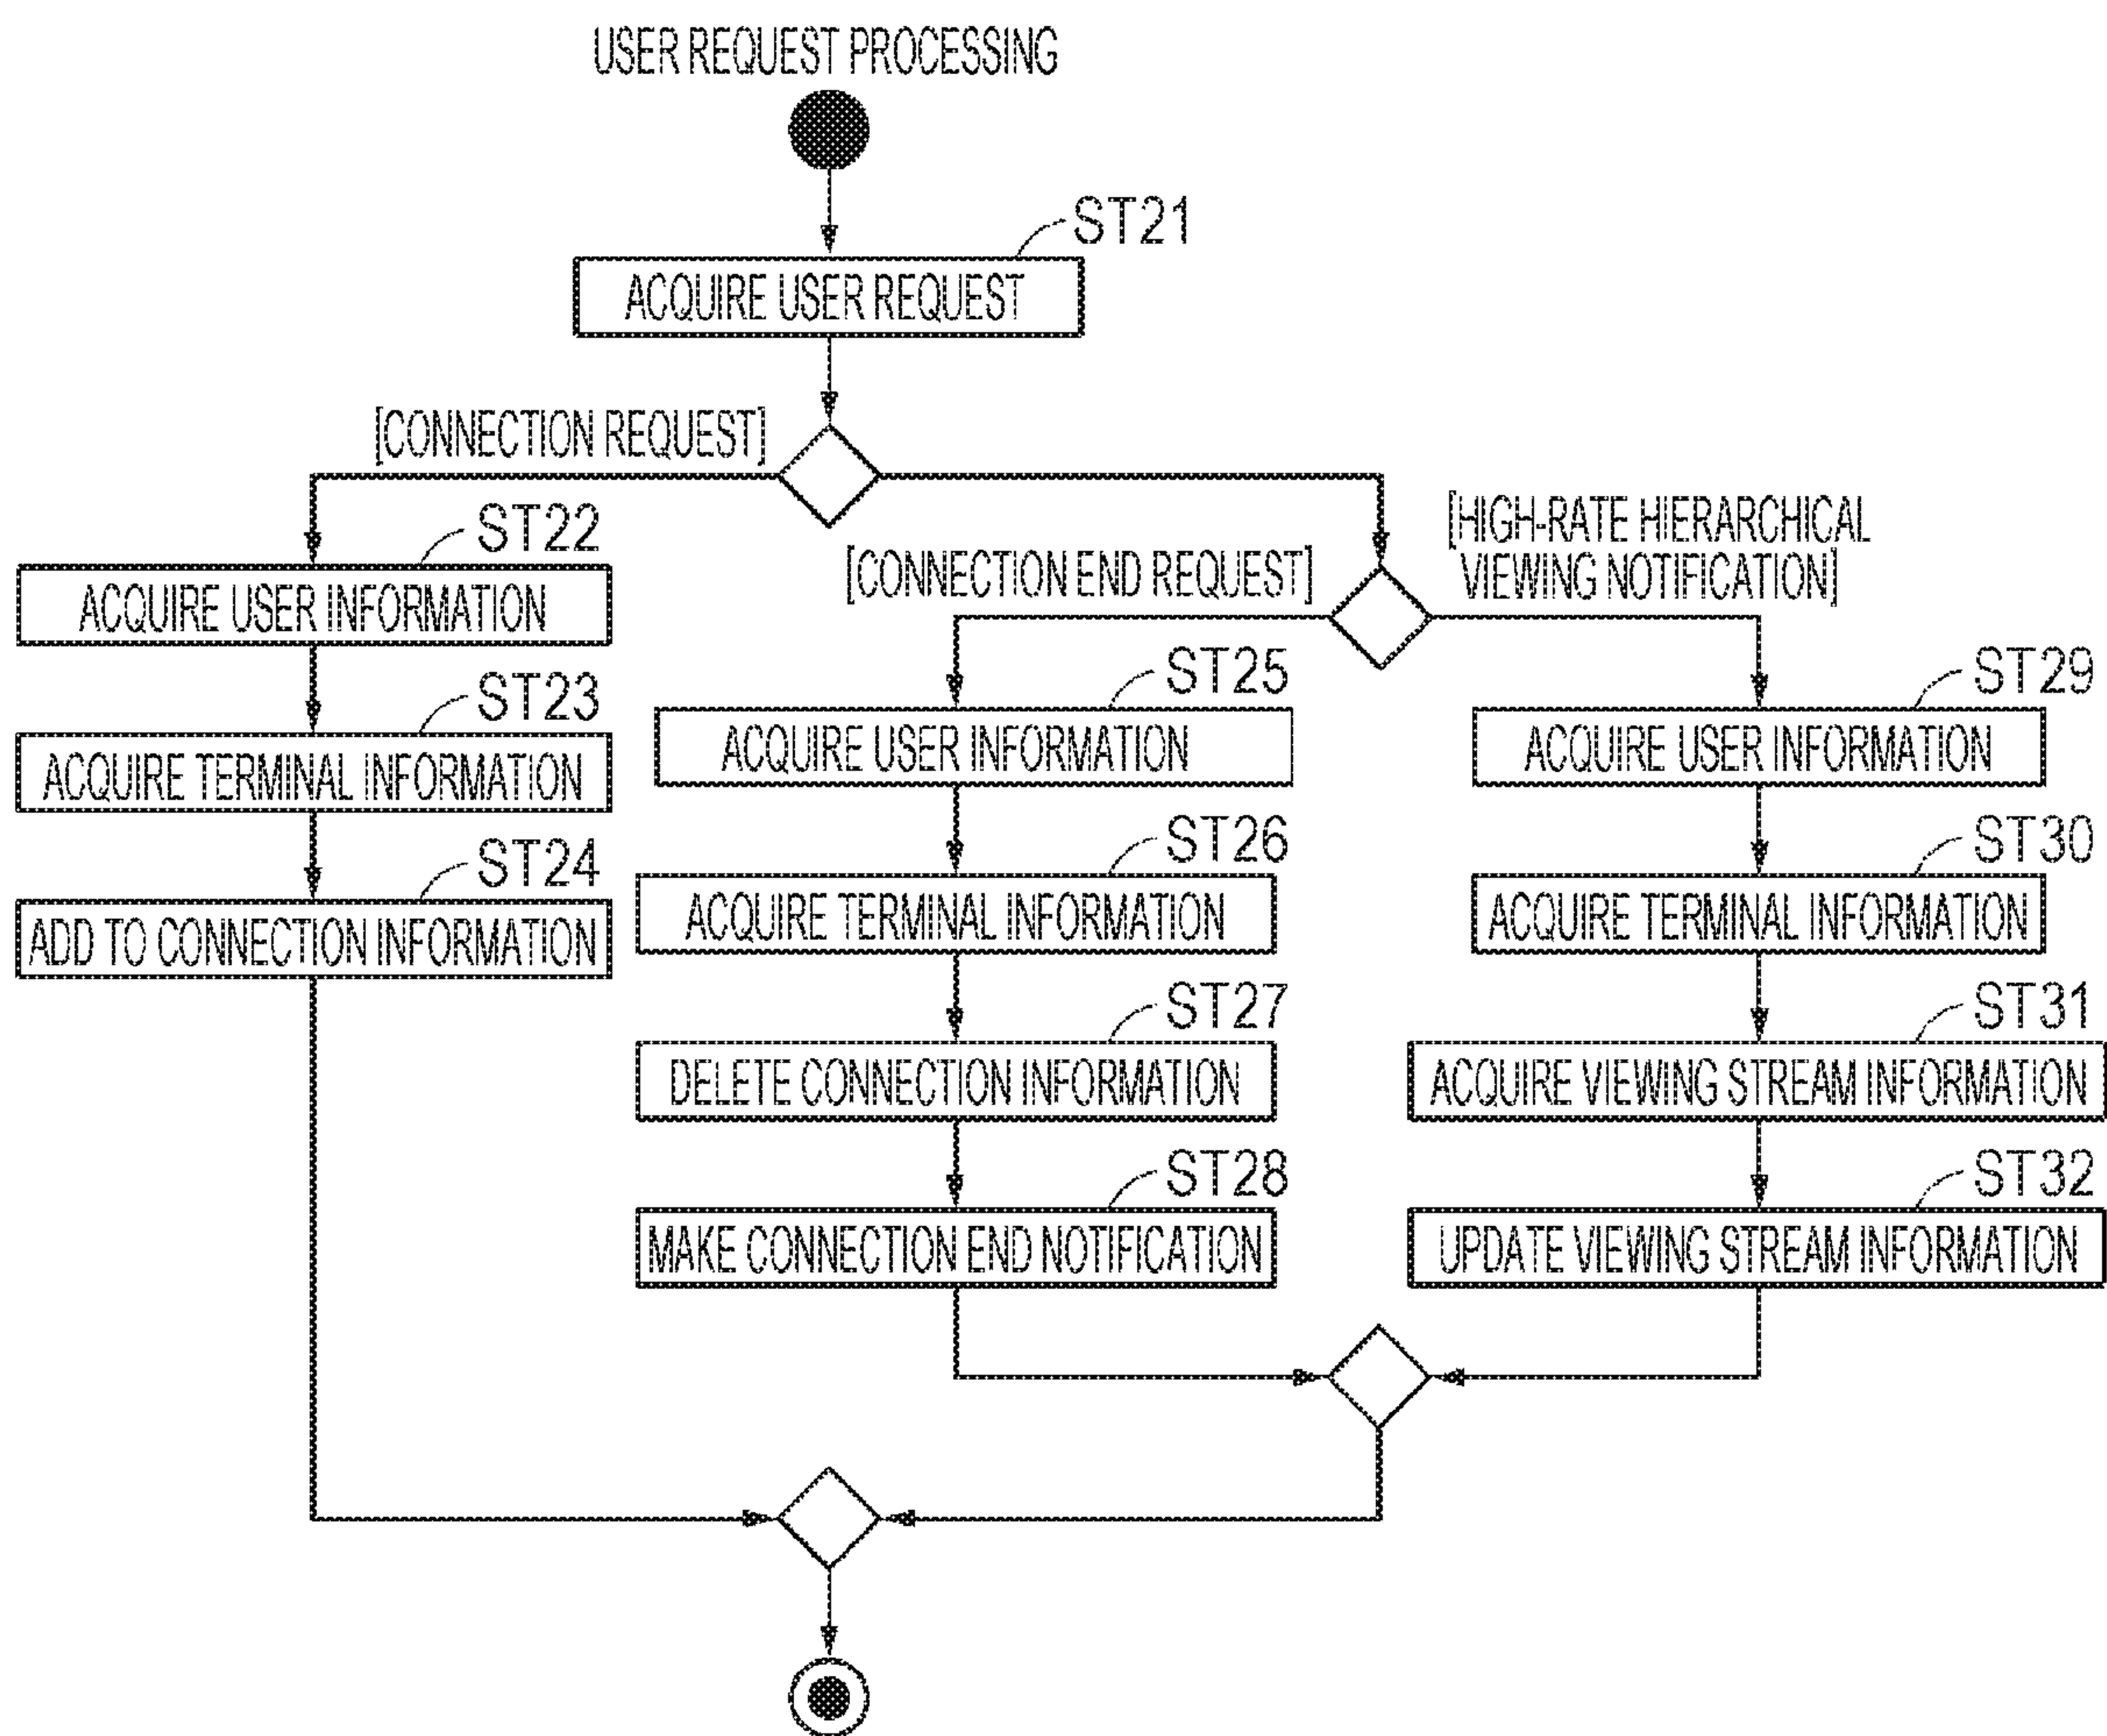 USER REQUEST PROCESSING
ST21
ACQUIRE USER REQUEST
[CONNECTION REQUEST]
ST22
ACQUIRE USER INFORMATION
ST23
ACQUIRE TERMINAL INFORMATION
ST24
ADD TO CONNECTION INFORMATION
[CONNECTION END REQUEST]
ST25
ACQUIRE USER INFORMATION
ST26
ACQUIRE TERMINAL INFORMATION
ST27
DELETE CONNECTION INFORMATION
ST28
MAKE CONNECTION END NOTIFICATION
[HIGH-RATE HIERARCHICAL
VIEWING NOTIFICATION]
ST29
ACQUIRE USER INFORMATION
ST30
ACQUIRE TERMINAL INFORMATION
ST31
ACQUIRE VIEWING STREAM INFORMATION
ST32
UPDATE VIEWING STREAM INFORMATION